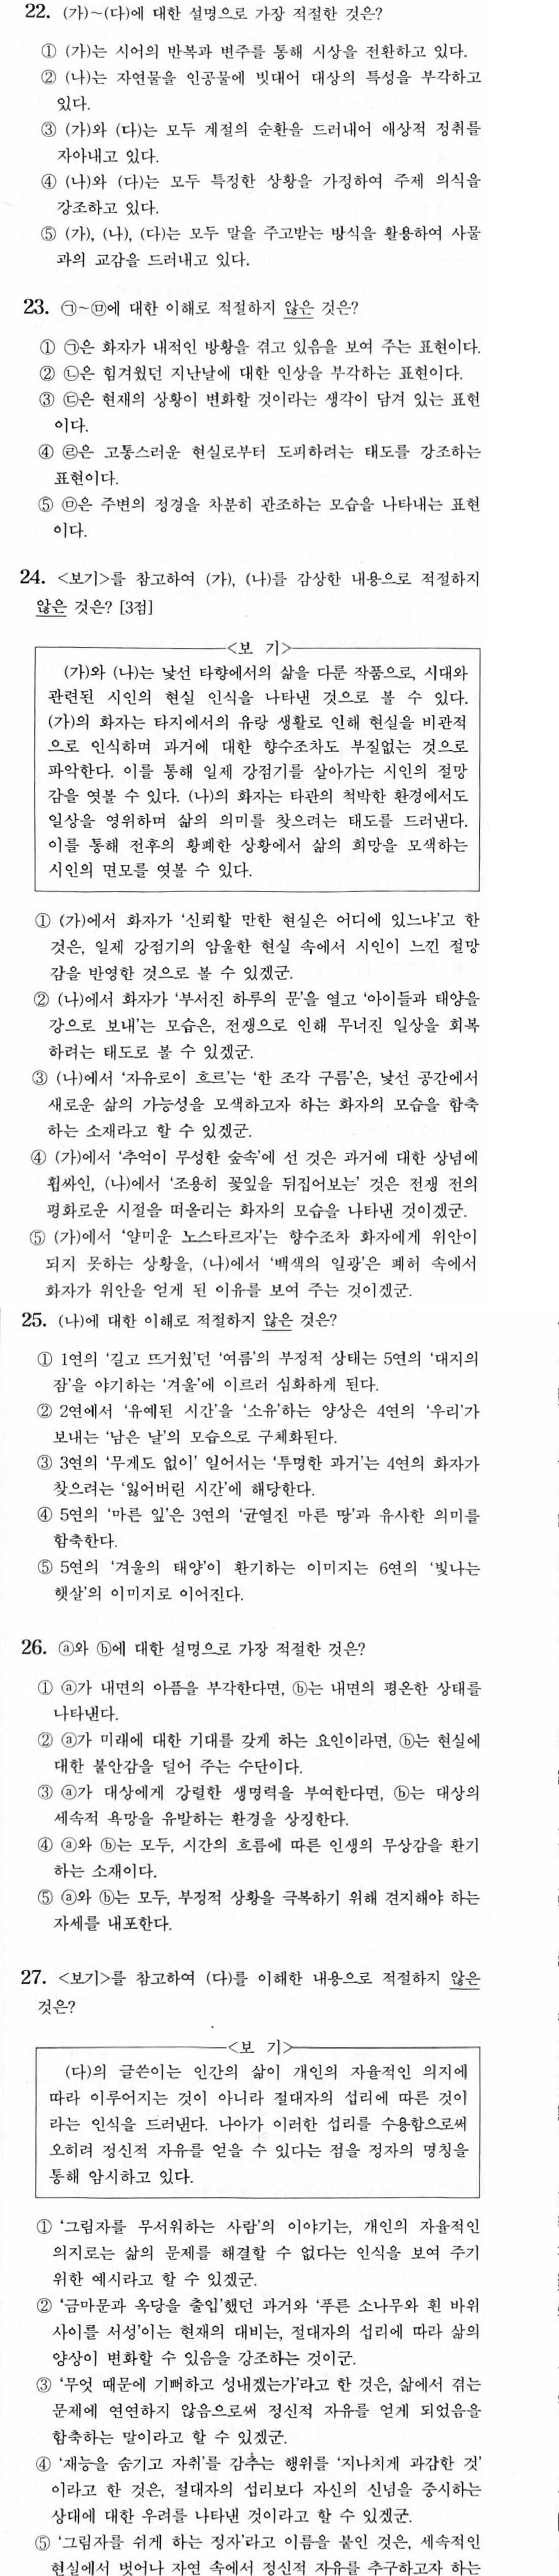 22. (가)~(다)에 대한 설명으로 가장 적절한 것은?
① (가)는 시어의 반복과 변주를 통해 시상을 전환하고 있다.
② (나)는 자연물을 인공물에 빗대어 대상의 특성을 부각하고
있다.
③ (가)와 (다)는 모두 계절의 순환을 드러내어 애상적 정취를
자아내고 있다.
④ (나)와 (다)는 모두 특정한 상황을 가정하여 주제 의식을
강조하고 있다.
⑤ (가), (나), (다)는 모두 말을 주고받는 방식을 활용하여 사물
과의 교감을 드러내고 있다.
23. ㉠~㉤에 대한 이해로 적절하지 않은 것은?
① ㉠은 화자가 내적인 방황을 겪고 있음을 보여 주는 표현이다.
② ㉡은 힘겨웠던 지난날에 대한 인상을 부각하는 표현이다.
③ ㉢은 현재의 상황이 변화할 것이라는 생각이 담겨 있는 표현
이다.
④ ㉣은 고통스러운 현실로부터 도피하려는 태도를 강조하는
표현이다.
⑤ ㉤은 주변의 정경을 차분히 관조하는 모습을 나타내는 표현
이다.
24. <보기>를 참고하여 (가), (나)를 감상한 내용으로 적절하지
않은 것은? [3점]
<보 기>
(가)와 (나)는 낯선 타향에서의 삶을 다룬 작품으로, 시대와
관련된 시인의 현실 인식을 나타낸 것으로 볼 수 있다.
(가)의 화자는 타지에서의 유랑 생활로 인해 현실을 비관적
으로 인식하며 과거에 대한 향수조차도 부질없는 것으로
파악한다. 이를 통해 일제 강점기를 살아가는 시인의 절망
감을 엿볼 수 있다. (나)의 화자는 타관의 척박한 환경에서도
일상을 영위하며 삶의 의미를 찾으려는 태도를 드러낸다.
이를 통해 전후의 황폐한 상황에서 삶의 희망을 모색하는
시인의 면모를 엿볼 수 있다.
① (가)에서 화자가 ‘신뢰할 만한 현실은 어디에 있느냐’고 한
것은, 일제 강점기의 암울한 현실 속에서 시인이 느낀 절망
감을 반영한 것으로 볼 수 있겠군.
② (나)에서 화자가 ‘부서진 하루의 문’을 열고 ‘아이들과 태양을
강으로 보내’는 모습은, 전쟁으로 인해 무너진 일상을 회복
하려는 태도로 볼 수 있겠군.
③ (나)에서 ‘자유로이 흐르’는 ‘한 조각 구름’은, 낯선 공간에서
새로운 삶의 가능성을 모색하고자 하는 화자의 모습을 함축
하는 소재라고 할 수 있겠군.
④ (가)에서 ‘추억이 무성한 숲속’에 선 것은 과거에 대한 상념에
휩싸인, (나)에서 ‘조용히 꽃잎을 뒤집어보는’ 것은 전쟁 전의
평화로운 시절을 떠올리는 화자의 모습을 나타낸 것이겠군.
⑤ (가)에서 ‘얄미운 노스타르자’는 향수조차 화자에게 위안이
되지 못하는 상황을, (나)에서 ‘백색의 일광’은 폐허 속에서
화자가 위안을 얻게 된 이유를 보여 주는 것이겠군.
25. (나)에 대한 이해로 적절하지 않은 것은?
① 1연의 ‘길고 뜨거웠’던 ‘여름’의 부정적 상태는 5연의 ‘대지의
잠’을 야기하는 ‘겨울’에 이르러 심화하게 된다.
② 2연에서 ‘유예된 시간’을 ‘소유’하는 양상은 4연의 ‘우리’가
보내는 ‘남은 날’의 모습으로 구체화된다.
③ 3연의 ‘무게도 없이’ 일어서는 ‘투명한 과거’는 4연의 화자가
찾으려는 ‘잃어버린 시간’에 해당한다.
④ 5연의 ‘마른 잎’은 3연의 ‘균열진 마른 땅’과 유사한 의미를
함축한다.
⑤ 5연의 ‘겨울의 태양’이 환기하는 이미지는 6연의 ‘빛나는
햇살’의 이미지로 이어진다.
26. ⓐ와 ⓑ에 대한 설명으로 가장 적절한 것은?
① ⓐ가 내면의 아픔을 부각한다면, ⓑ는 내면의 평온한 상태를
나타낸다.
② ⓐ가 미래에 대한 기대를 갖게 하는 요인이라면, ⓑ는 현실에
대한 불안감을 덜어 주는 수단이다.
③ ⓐ가 대상에게 강렬한 생명력을 부여한다면, ⓑ는 대상의
세속적 욕망을 유발하는 환경을 상징한다.
④ ⓐ와 ⓑ는 모두, 시간의 흐름에 따른 인생의 무상감을 환기
하는 소재이다.
⑤ ⓐ와 ⓑ는 모두, 부정적 상황을 극복하기 위해 견지해야 하는
자세를 내포한다.
27. <보기>를 참고하여 (다)를 이해한 내용으로 적절하지 않은
것은?
<보 기>
(다)의 글쓴이는 인간의 삶이 개인의 자율적인 의지에
따라 이루어지는 것이 아니라 절대자의 섭리에 따른 것이
라는 인식을 드러낸다. 나아가 이러한 섭리를 수용함으로써
오히려 정신적 자유를 얻을 수 있다는 점을 정자의 명칭을
통해 암시하고 있다.
① ‘그림자를 무서워하는 사람’의 이야기는, 개인의 자율적인
의지로는 삶의 문제를 해결할 수 없다는 인식을 보여 주기
위한 예시라고 할 수 있겠군.
② ‘금마문과 옥당을 출입’했던 과거와 ‘푸른 소나무와 흰 바위
사이를 서성’이는 현재의 대비는, 절대자의 섭리에 따라 삶의
양상이 변화할 수 있음을 강조하는 것이군.
③ ‘무엇 때문에 기뻐하고 성내겠는가’라고 한 것은, 삶에서 겪는
문제에 연연하지 않음으로써 정신적 자유를 얻게 되었음을
함축하는 말이라고 할 수 있겠군.
④ ‘재능을 숨기고 자취’를 감추는 행위를 ‘지나치게 과감한 것’
이라고 한 것은, 절대자의 섭리보다 자신의 신념을 중시하는
상대에 대한 우려를 나타낸 것이라고 할 수 있겠군.
⑤ ‘그림자를 쉬게 하는 정자’라고 이름을 붙인 것은, 세속적인
현실에서 벗어나 자연 속에서 정신적 자유를 추구하고자 하는